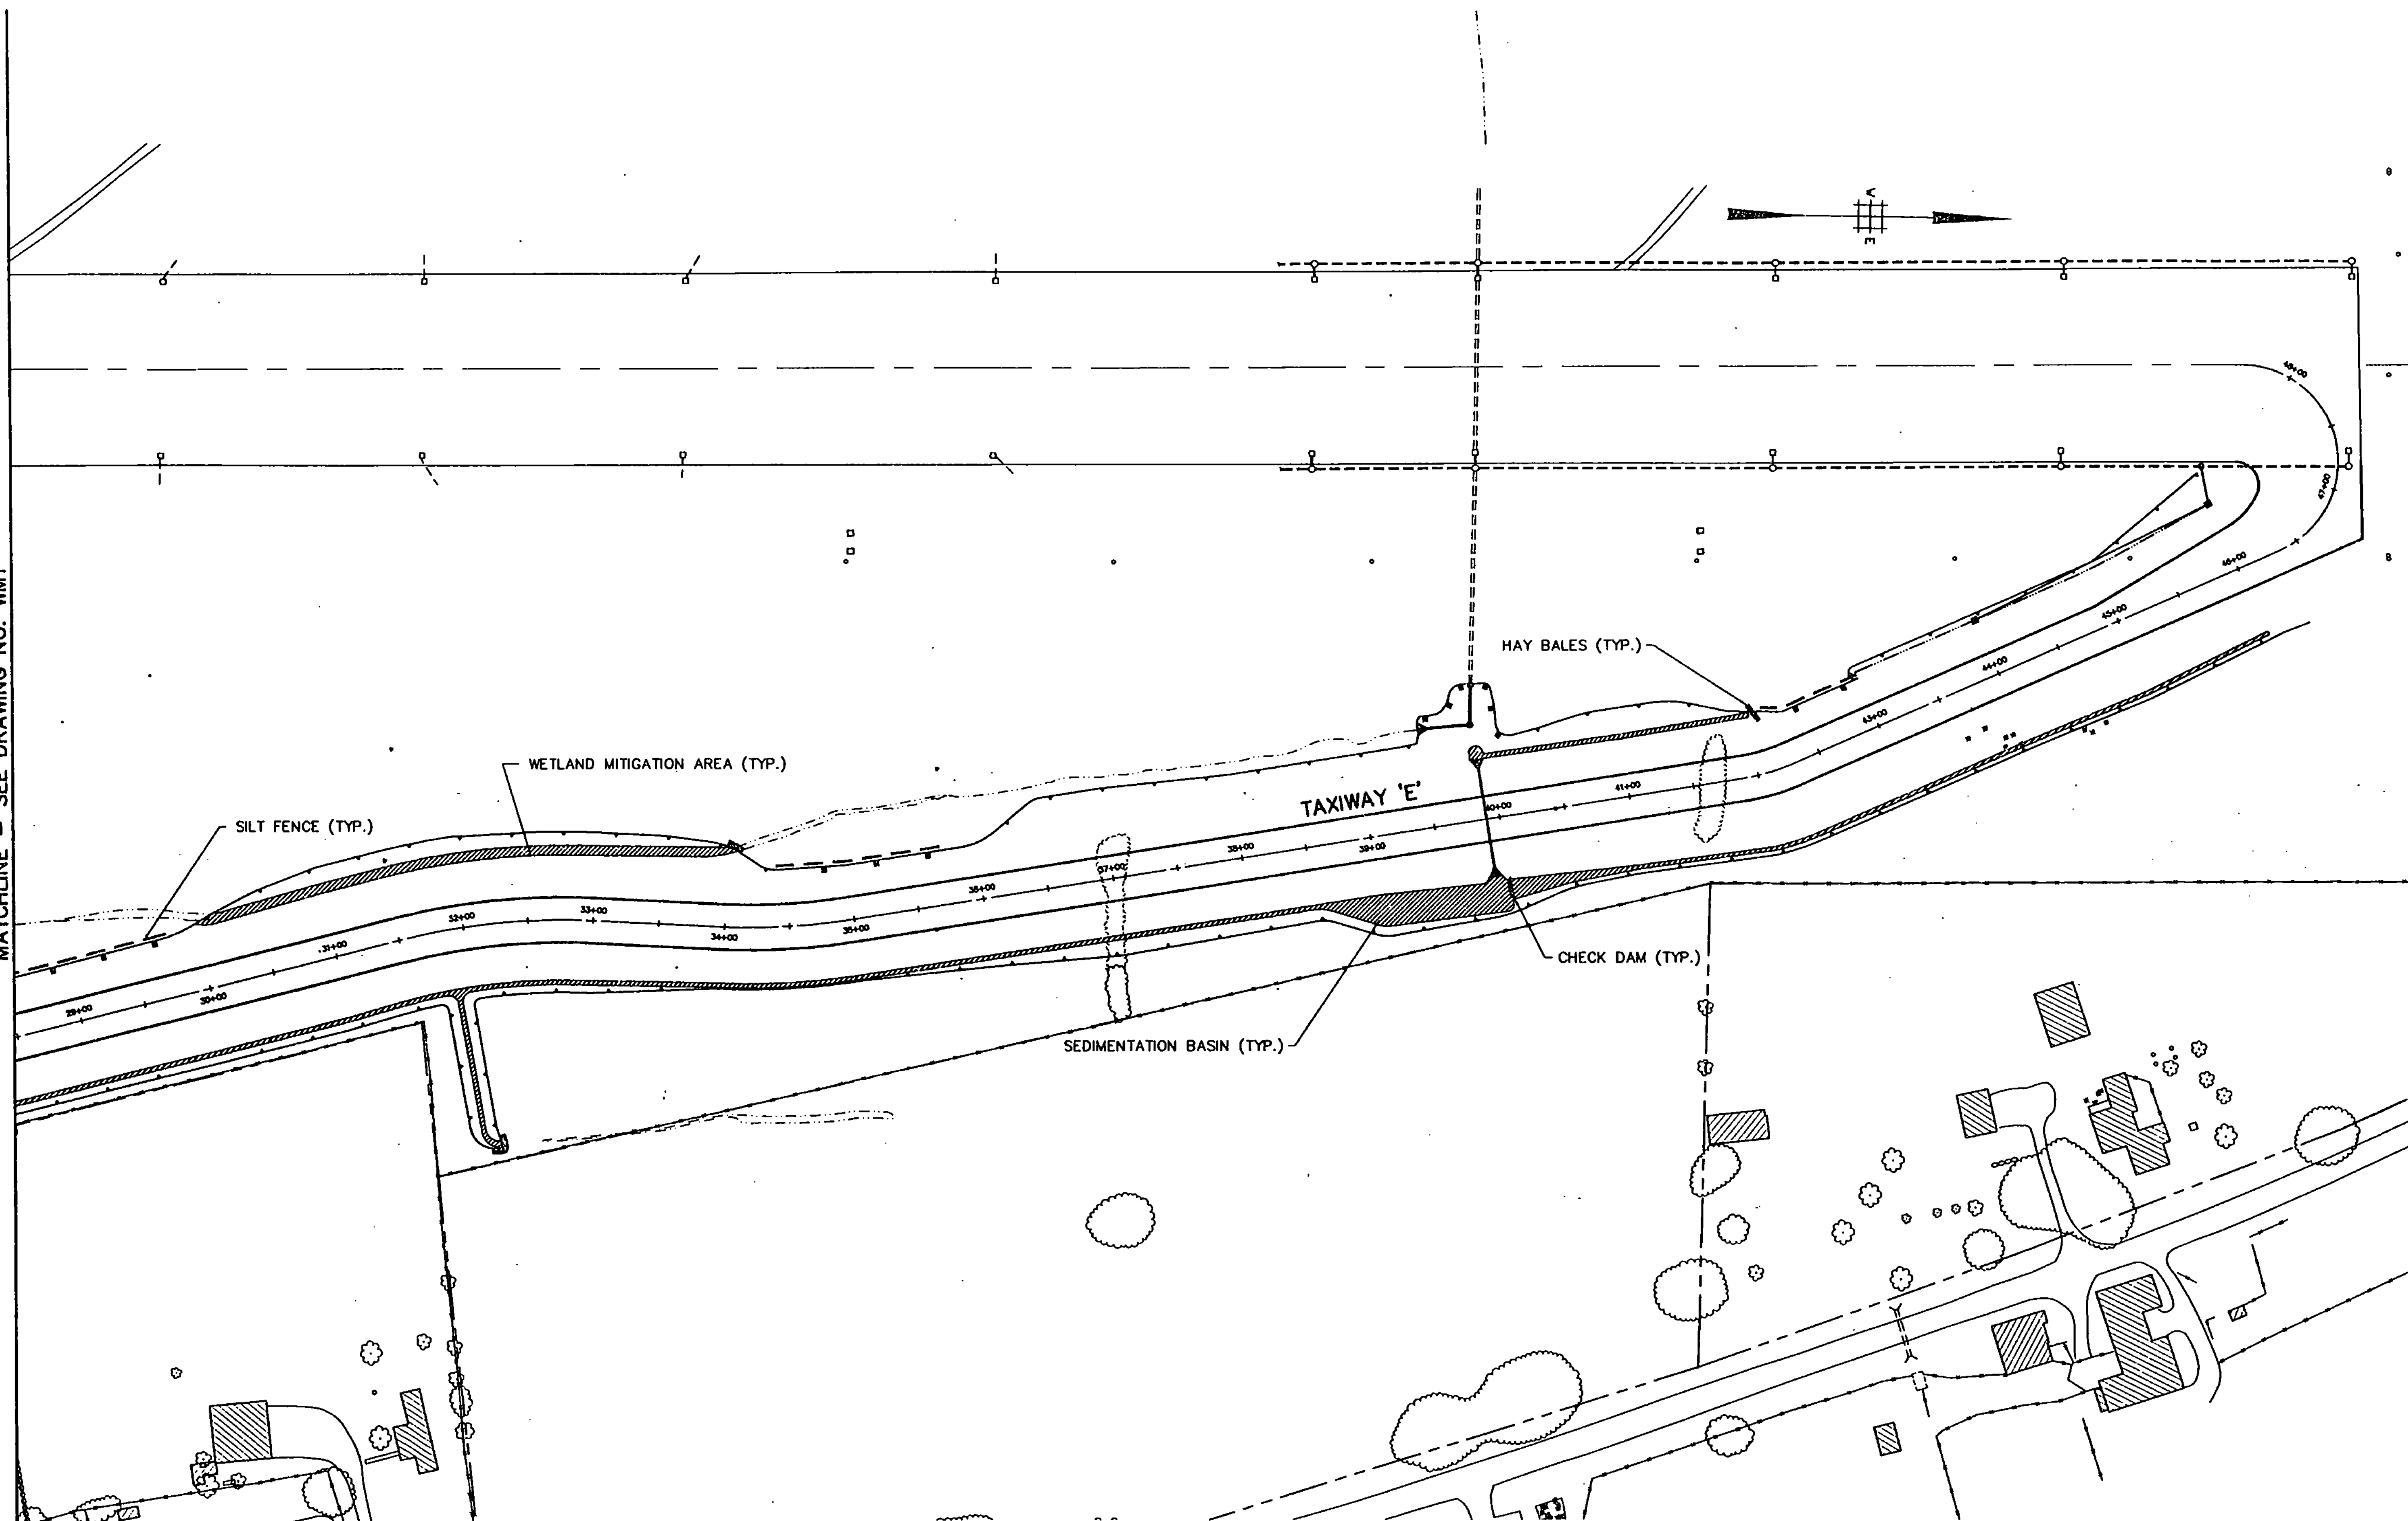 W
E
48+00
47+00
46+00
45+00
44+00
43+00
HAY BALES (TYP.)
WETLAND MITIGATION AREA (TYP.)
TAXIWAY 'E'
41+00
40+00
39+00
38+00
37+00
36+00
35+00
34+00
33+00
32+00
31+00
30+00
29+00
SILT FENCE (TYP.)
CHECK DAM (TYP.)
SEDIMENTATION BASIN (TYP.)
SEE DRAWING NO. WM1
MATCHLINE